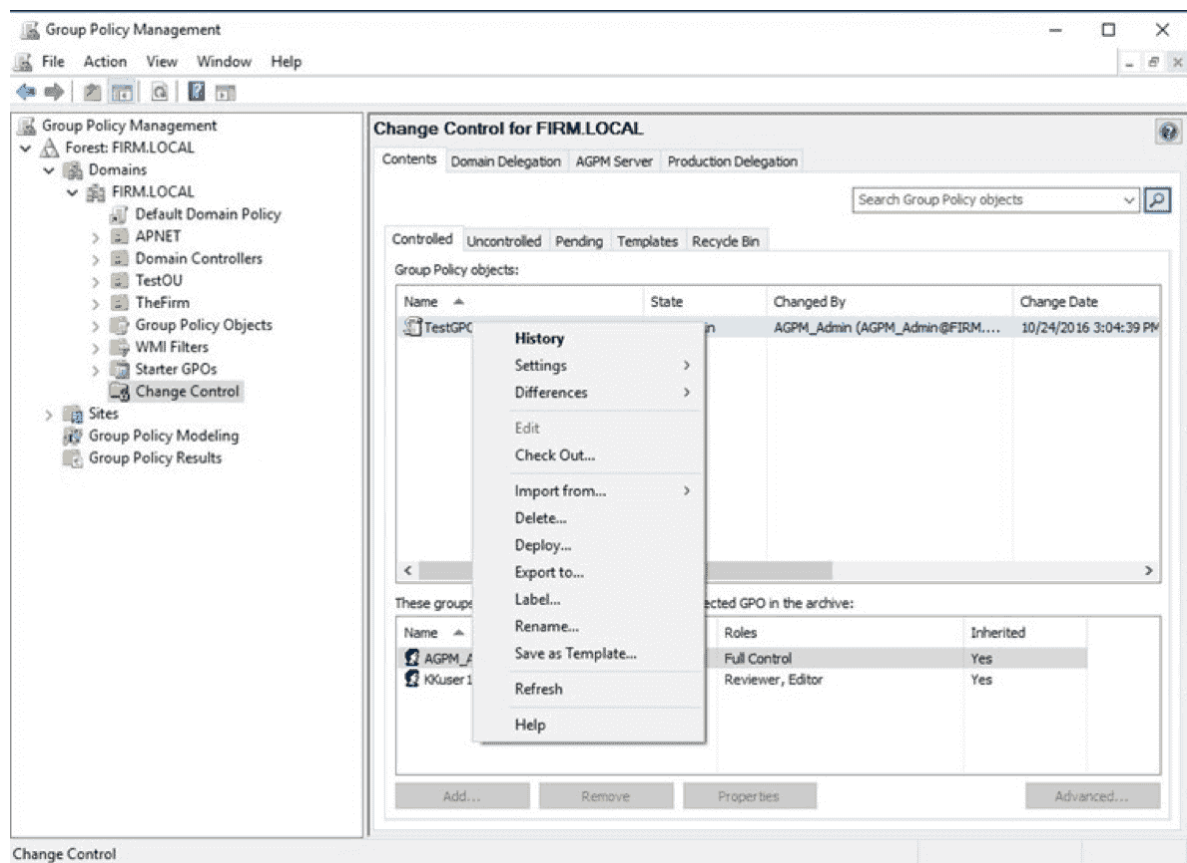 Group Policy Management
File Action View Window Help
Group Policy Management
Forest: FIRM.LOCAL
Domains
FIRM.LOCAL
Default Domain Policy
APNET
Domain Controllers
TestOU
TheFirm
Group Policy Objects
WMI Filters
Starter GPOs
Change Control
Sites
Group Policy Modeling
Group Policy Results
Change Control for FIRM.LOCAL
Contents Domain Delegation AGPM Server Production Delegation
Search Group Policy objects
Controlled Uncontrolled Pending Templates Recycle Bin
Group Policy objects:
Name State Changed By Change Date
TestGPO AGPM_Admin (AGPM_Admin@FIRM.... 10/24/2016 3:04:39 PM
History
Settings
Differences
Edit
Check Out...
Import from...
Delete...
Deploy...
Export to...
Label...
Rename...
Save as Template...
Refresh
Help
These groups ected GPO in the archive:
Name Roles Inherited
AGPM_A Full Control Yes
KKuser1 Reviewer, Editor Yes
Add... Remove Properties Advanced...
Change Control